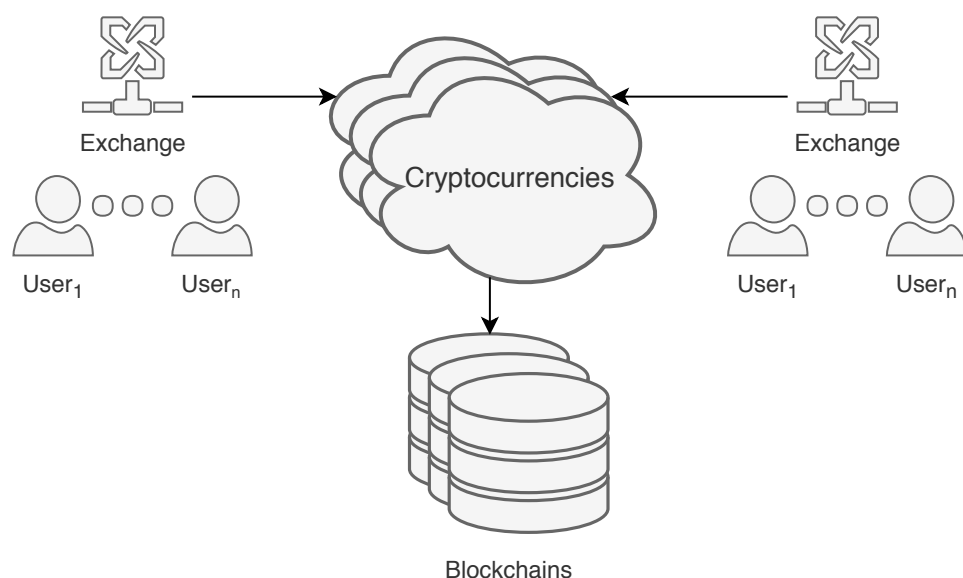 Exchange
Exchange
Cryptocurrencies
User₁
Userₙ
User₁
Userₙ
Blockchains